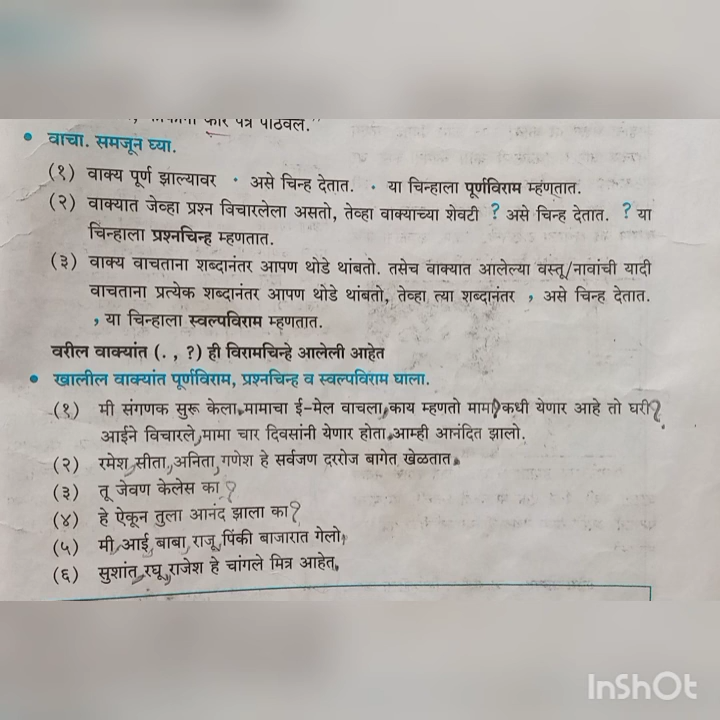 फार पत्र पाठवल."
• वाचा. समजून घ्या.
(१) वाक्य पूर्ण झाल्यावर . असे चिन्ह देतात. . या चिन्हाला पूर्णविराम म्हणतात.
(२) वाक्यात जेव्हा प्रश्न विचारलेला असतो, तेव्हा वाक्याच्या शेवटी ? असे चिन्ह देतात. ? या
चिन्हाला प्रश्नचिन्ह म्हणतात.
(३) वाक्य वाचताना शब्दानंतर आपण थोडे थांबतो. तसेच वाक्यात आलेल्या वस्तू/नावांची यादी
वाचताना प्रत्येक शब्दानंतर आपण थोडे थांबतो, तेव्हा त्या शब्दानंतर , असे चिन्ह देतात.
, या चिन्हाला स्वल्पविराम म्हणतात.
वरील वाक्यांत (. , ?) ही विरामचिन्हे आलेली आहेत
• खालील वाक्यांत पूर्णविराम, प्रश्नचिन्ह व स्वल्पविराम घाला.
(१) मी संगणक सुरू केला.मामाचा ई-मेल वाचला,काय म्हणतो मामा?कधी येणार आहे तो घरी?
आईने विचारले,मामा चार दिवसांनी येणार होता.आम्ही आनंदित झालो.
(२) रमेश,सीता,अनिता,गणेश हे सर्वजण दररोज बागेत खेळतात.
(३) तू जेवण केलेस का?
(४) हे ऐकून तुला आनंद झाला का?
(५) मी,आई,बाबा,राजू,पिंकी बाजारात गेलो.
(६) सुशांत,रघू,राजेश हे चांगले मित्र आहेत.
InShOt